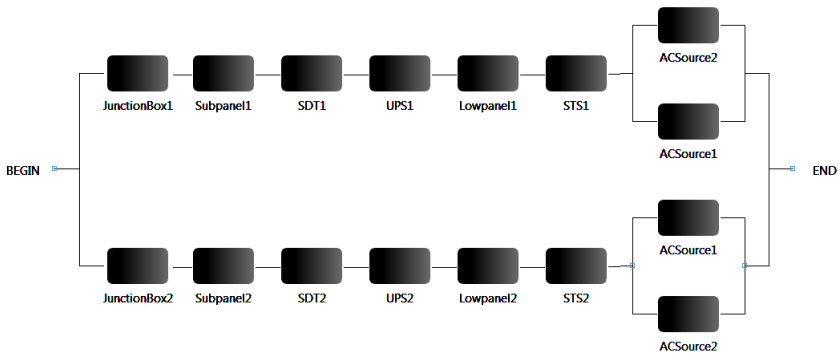 ACSource2
JunctionBox1 Subpanel1 SDT1 UPS1 Lowpanel1 STS1
ACSource1
BEGIN END
ACSource1
JunctionBox2 Subpanel2 SDT2 UPS2 Lowpanel2 STS2
ACSource2